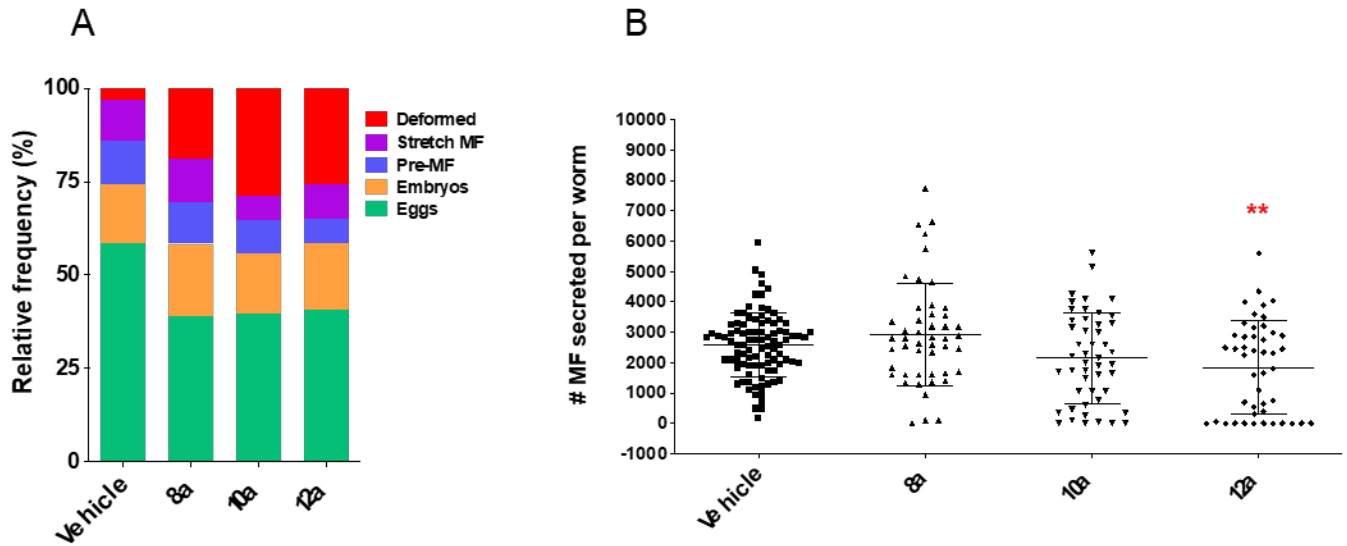 A
Relative frequency (%)
100
75
50
25
0
Vehicle
8a
10a
12a
Deformed
Stretch MF
Pre-MF
Embryos
Eggs
B
# MF secreted per worm
10000
9000
8000
7000
6000
5000
4000
3000
2000
1000
0
-1000
**
Vehicle
8a
10a
12a